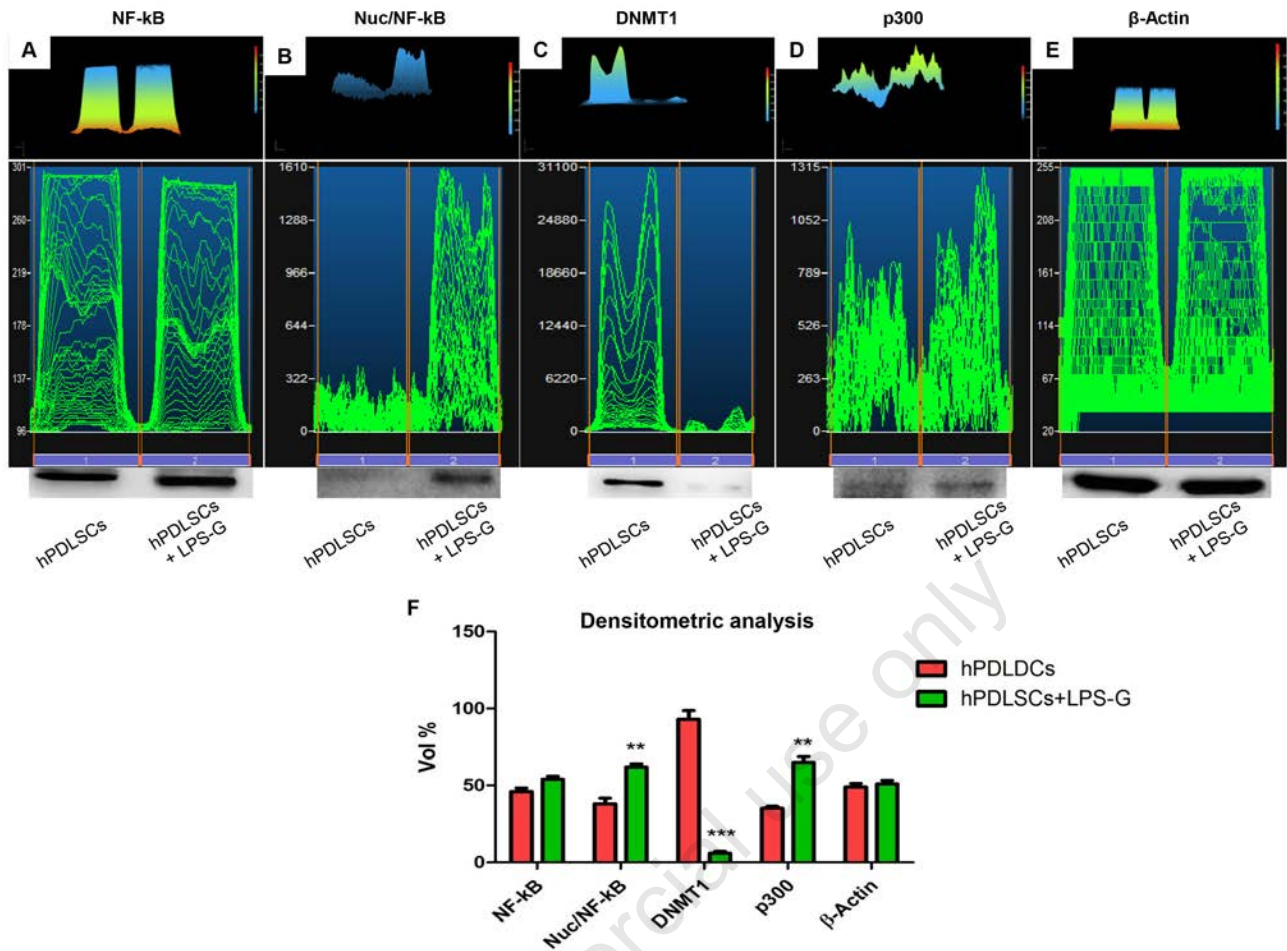 NF-kB Nuc/NF-kB DNMT1 p300 β-Actin
A B C D E
301 1610 31100 1315 255
260 1288 24880 1052 208
219 966 18660 789 161
178 644 12440 526 114
137 322 6220 263 67
96 0 0 0 20
1 2 1 2 1 2 1 2 1 2
hPDLSCs hPDLSCs + LPS-G hPDLSCs hPDLSCs + LPS-G hPDLSCs hPDLSCs + LPS-G hPDLSCs hPDLSCs + LPS-G hPDLSCs hPDLSCs + LPS-G
F
Densitometric analysis
150
100
50
0
Vol %
** *** **
hPDLDCs
hPDLSCs+LPS-G
NF-kB Nuc/NF-kB DNMT1 p300 β-Actin
ercial use only